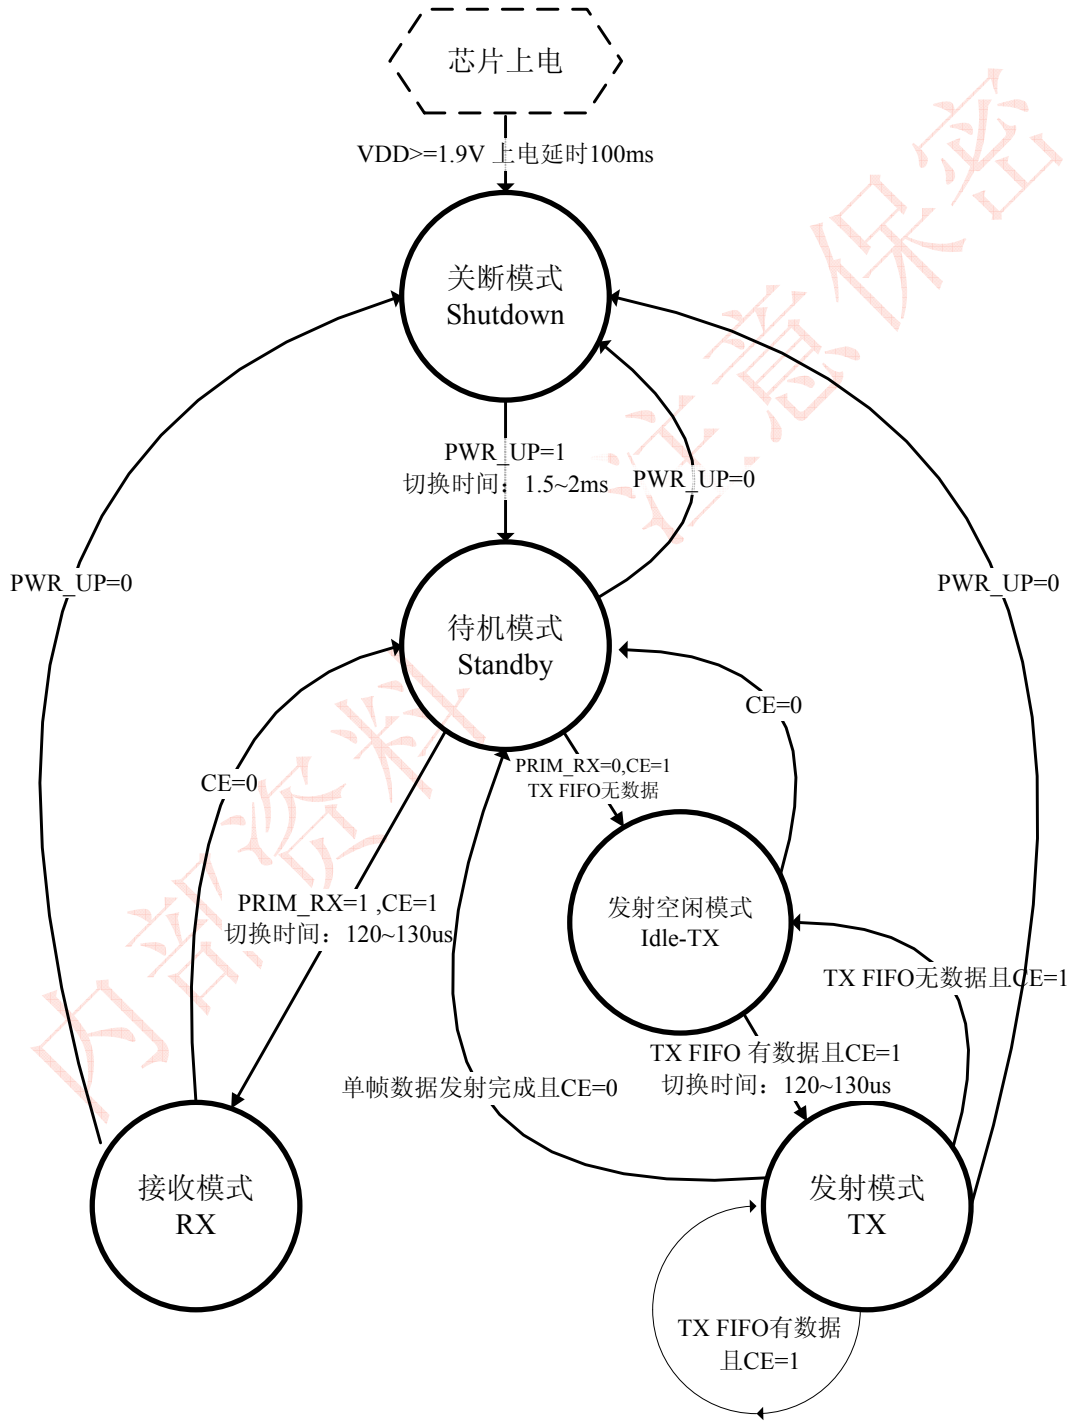 芯片上电
VDD>=1.9V 上电延时100ms
关断模式
Shutdown
PWR_UP=1
切换时间：1.5~2ms
PWR_UP=0
PWR_UP=0
PWR_UP=0
待机模式
Standby
CE=0
CE=0
PRIM_RX=0,CE=1
TX FIFO无数据
PRIM_RX=1 ,CE=1
切换时间：120~130us
发射空闲模式
Idle-TX
TX FIFO无数据且CE=1
TX FIFO 有数据且CE=1
切换时间：120~130us
单帧数据发射完成且CE=0
接收模式
RX
发射模式
TX
TX FIFO有数据
且CE=1
内部资料
注意保密